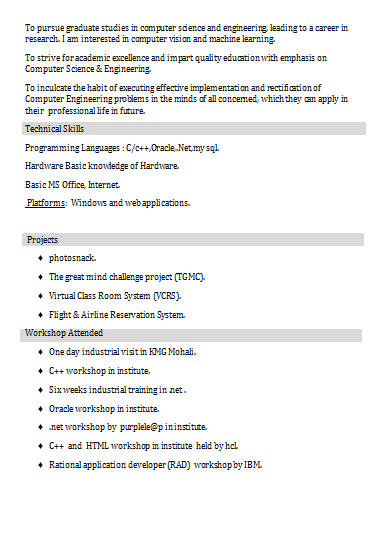 To pursue graduate studies in computer science and engineering, leading to a career in
research. I am interested in computer vision and machine learning.
To strive for academic excellence and impart quality education with emphasis on
Computer Science & Engineering.
To inculcate the habit of executing effective implementation and rectification of
Computer Engineering problems in the minds of all concerned, which they can apply in
their professional life in future.
Technical Skills
Programming Languages : C/c++,Oracle,.Net,my sql.
Hardware Basic knowledge of Hardware.
Basic MS Office, Internet.
Platforms: Windows and web applications.
Projects
♦ photosnack.
♦ The great mind challenge project (TGMC).
♦ Virtual Class Room System (VCRS).
♦ Flight & Airline Reservation System.
Workshop Attended
♦ One day industrial visit in KMG Mohali.
♦ C++ workshop in institute.
♦ Six weeks industrial training in .net .
♦ Oracle workshop in institute.
♦ .net workshop by purplele@p in institute.
♦ C++ and HTML workshop in institute held by hcl.
♦ Rational application developer (RAD) workshop by IBM.